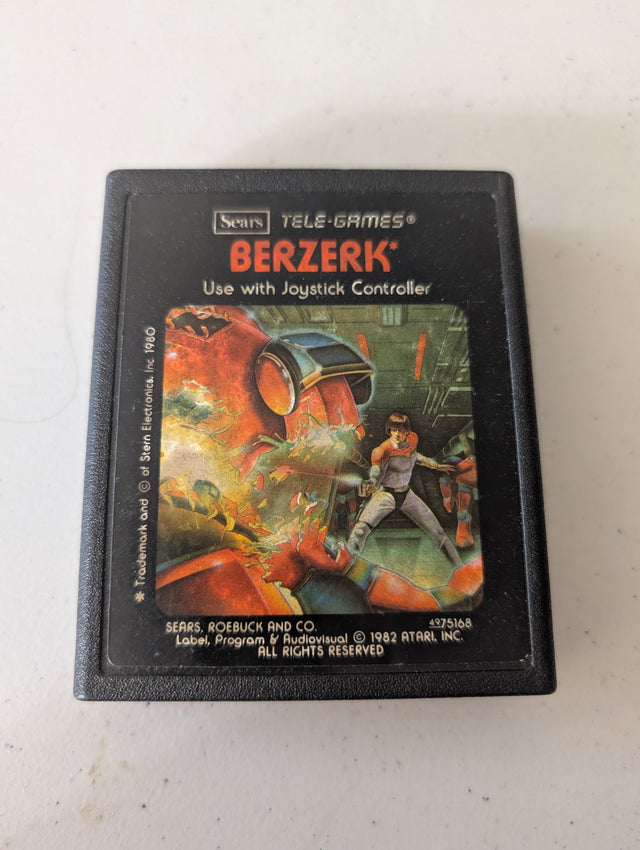 Sears TELE-GAMES®
BERZERK*
Use with Joystick Controller
* Trademark and © of Stern Electronics, Inc 1980
SEARS, ROEBUCK AND CO. 4975168
Label, Program & Audiovisual © 1982 ATARI, INC.
ALL RIGHTS RESERVED